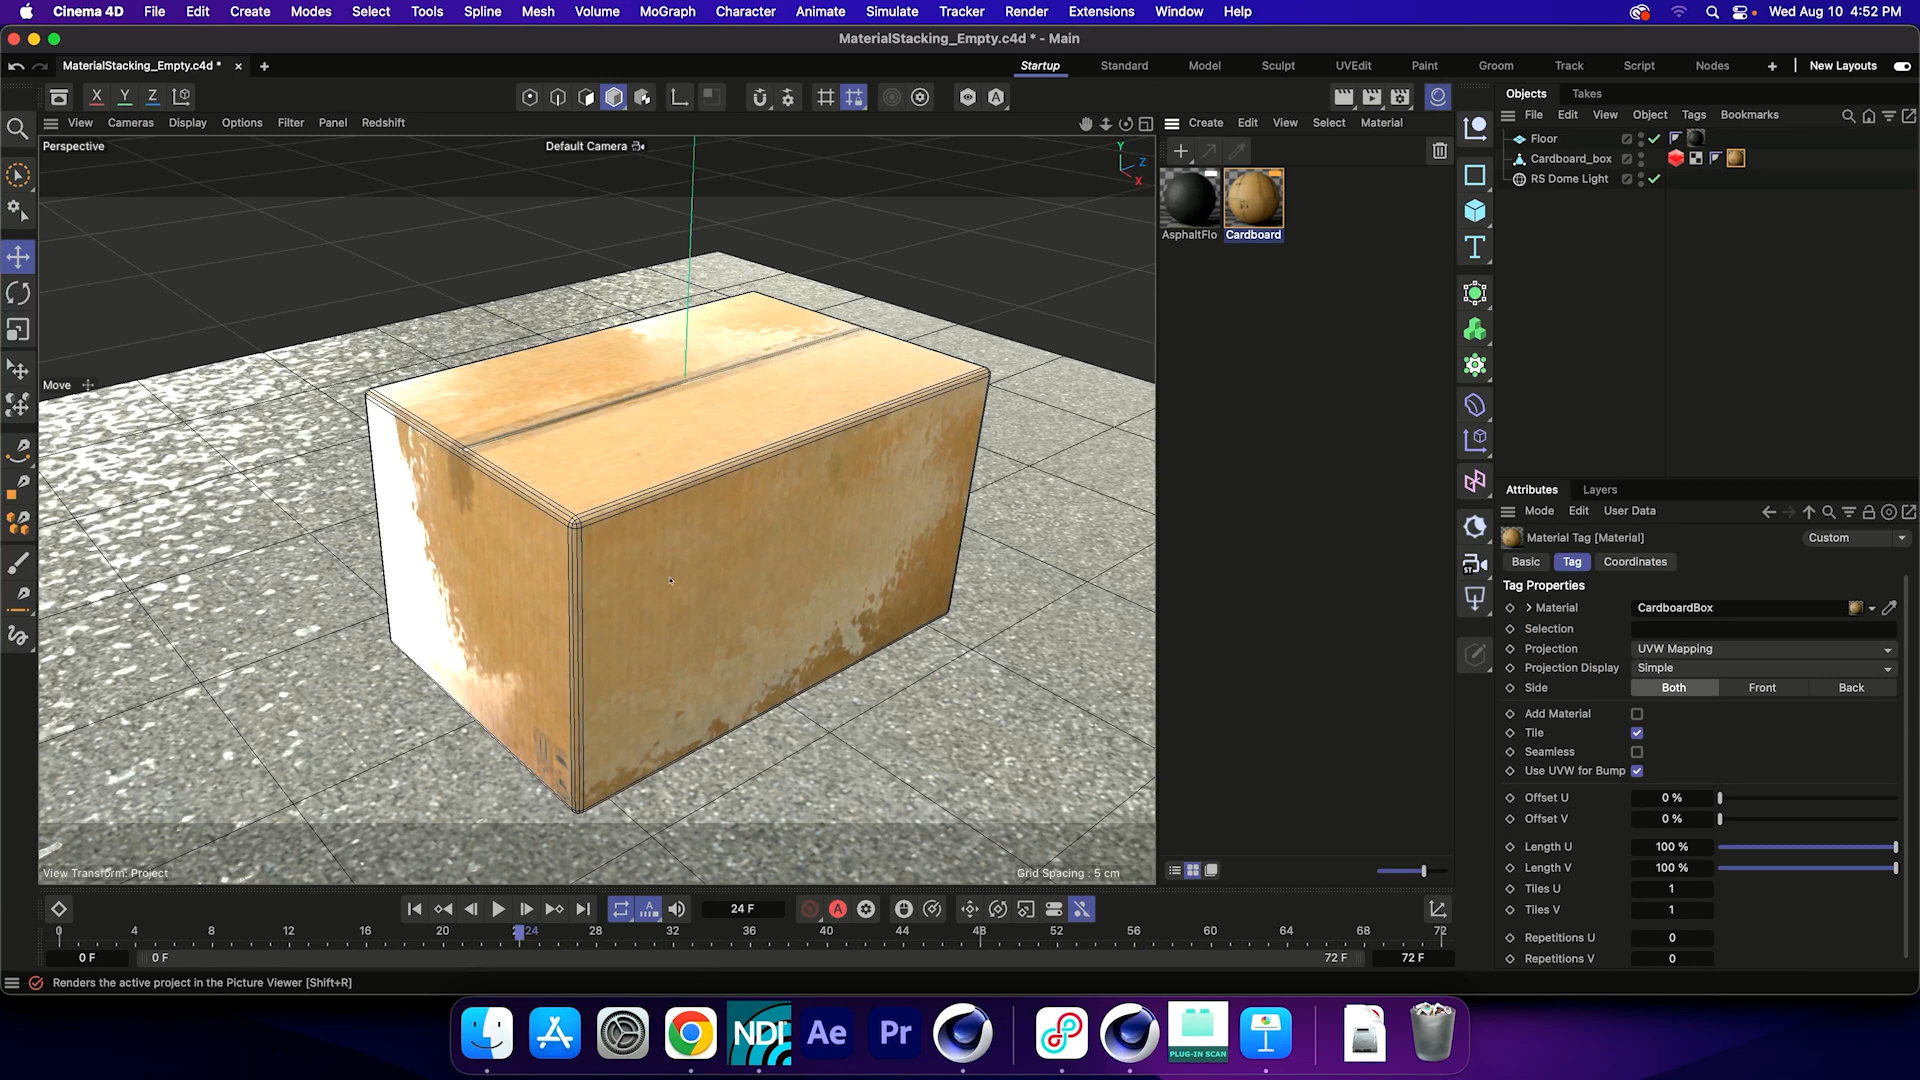 Cinema 4D File Edit Create Modes Select Tools Spline Mesh Volume MoGraph Character Animate Simulate Tracker Render Extensions Window Help Wed Aug 10 4:52 PM
MaterialStacking_Empty.c4d * - Main
MaterialStacking_Empty.c4d * Startup Standard Model Sculpt UVEdit Paint Groom Track Script Nodes New Layouts
X Y Z
View Cameras Display Options Filter Panel Redshift
Perspective
Default Camera
Y
Z
X
Move
View Transform: Project
Grid Spacing : 5 cm
Create Edit View Select Material
AsphaltFlo Cardboard
Objects Takes
File Edit View Object Tags Bookmarks
Floor
Cardboard_box
RS Dome Light
Attributes Layers
Mode Edit User Data
Material Tag [Material] Custom
Basic Tag Coordinates
Tag Properties
Material CardboardBox
Selection
Projection UVW Mapping
Projection Display Simple
Side Both Front Back
Add Material
Tile
Seamless
Use UVW for Bump
Offset U 0 %
Offset V 0 %
Length U 100 %
Length V 100 %
Tiles U 1
Tiles V 1
Repetitions U 0
Repetitions V 0
24 F
0 4 8 12 16 20 24 28 32 36 40 44 48 52 56 60 64 68 72
0 F 0 F 72 F 72 F
Renders the active project in the Picture Viewer [Shift+R]
NDI Ae Pr PLUG-IN SCAN